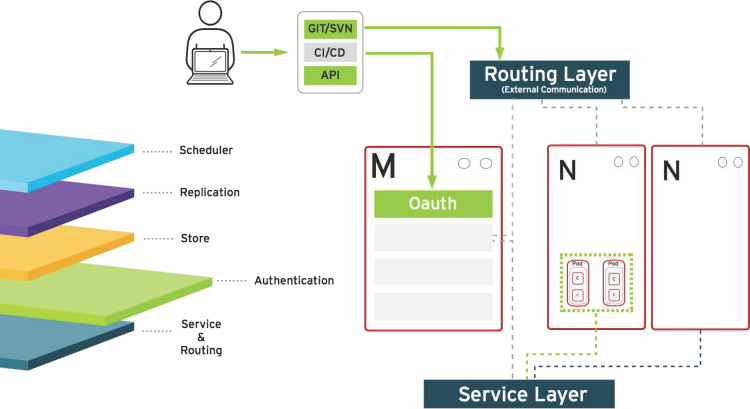 GIT/SVN
CI/CD
API
Routing Layer
(External Communication)
Scheduler
Replication
Store
Authentication
Service
&
Routing
M
Oauth
N
Pod
C
C
Pod
C
C
N
Service Layer